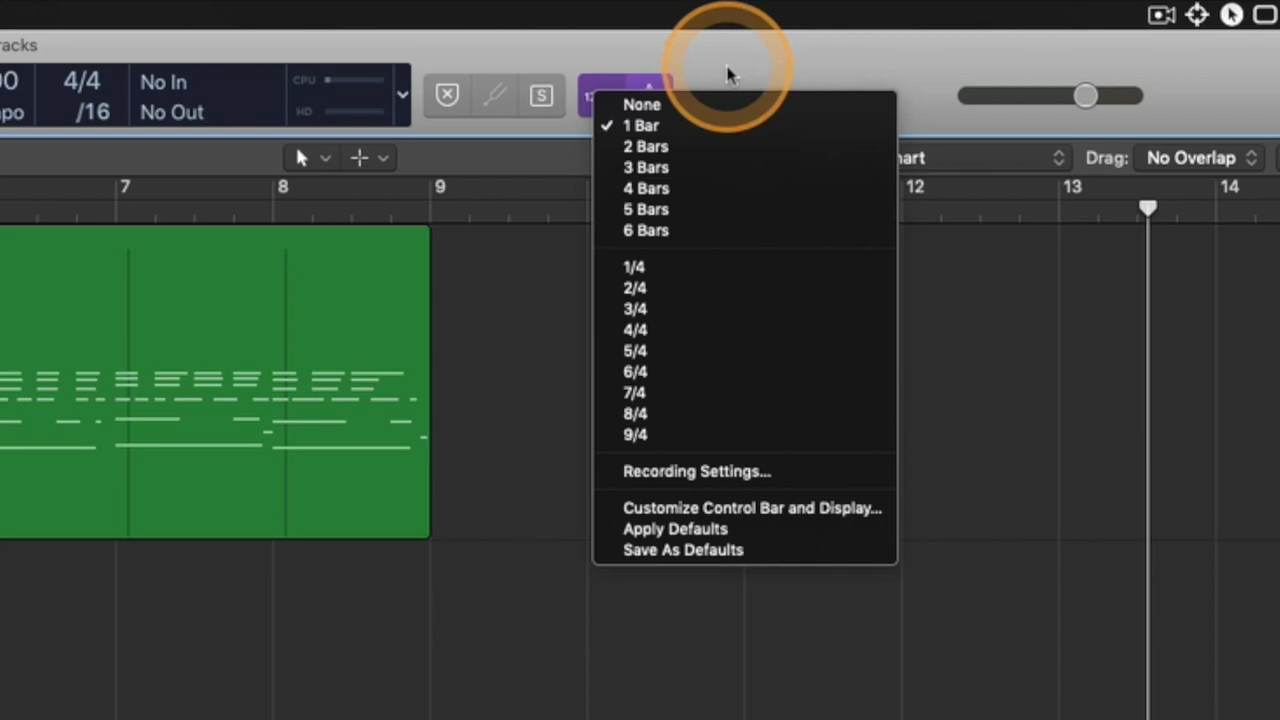 racks
00 4/4 No In CPU
po /16 No Out HD
S 12
None
1 Bar
2 Bars
3 Bars
4 Bars
5 Bars
6 Bars
1/4
2/4
3/4
4/4
5/4
6/4
7/4
8/4
9/4
Recording Settings...
Customize Control Bar and Display...
Apply Defaults
Save As Defaults
Drag: No Overlap
7 8 9 12 13 14